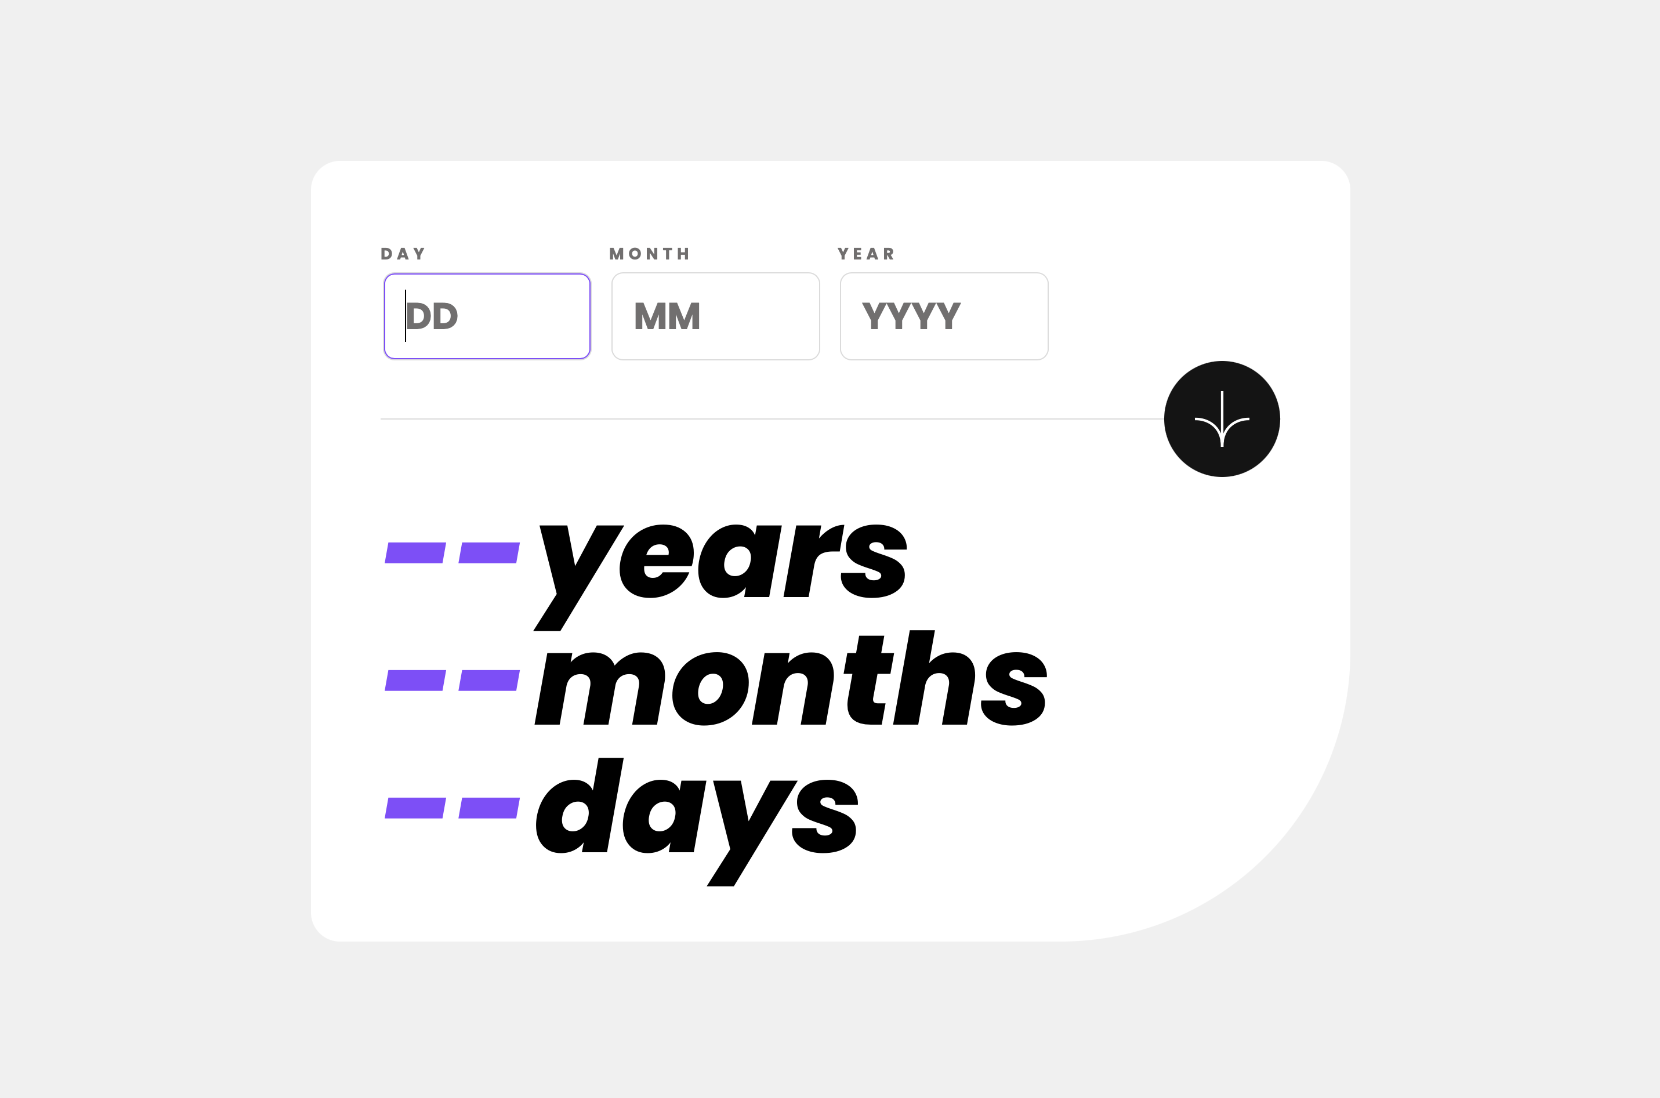 DAY MONTH YEAR
DD MM YYYY
-- years
-- months
-- days